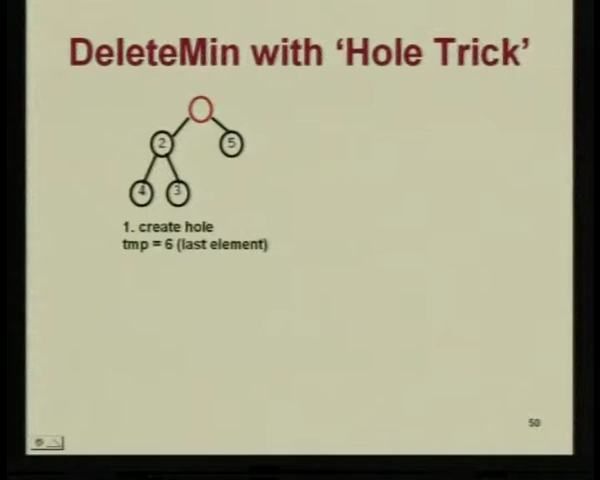 DeleteMin with ‘Hole Trick’
2
5
4
3
1. create hole
tmp = 6 (last element)
50